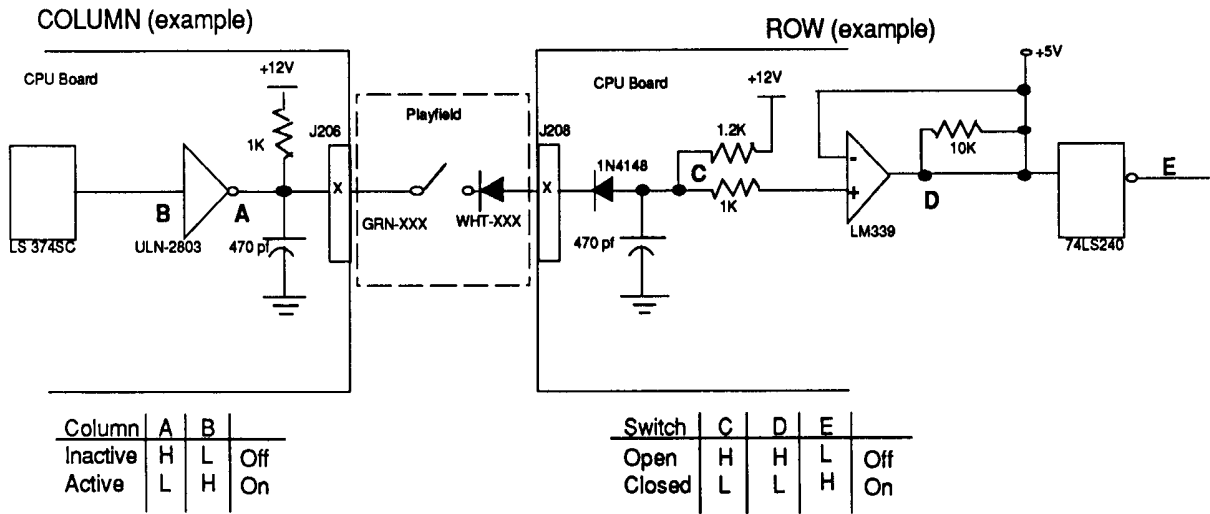 COLUMN (example)
ROW (example)
CPU Board
+12V
1K
J206
Playfield
J208
CPU Board
+12V
1.2K
+5V
10K
1N4148
C
1K
-
+
LM339
D
E
74LS240
LS 374SC
B
A
ULN-2803
470 pf
X
GRN-XXX
WHT-XXX
X
470 pf
Column A B
Inactive H L Off
Active L H On
Switch C D E
Open H H L Off
Closed L L H On